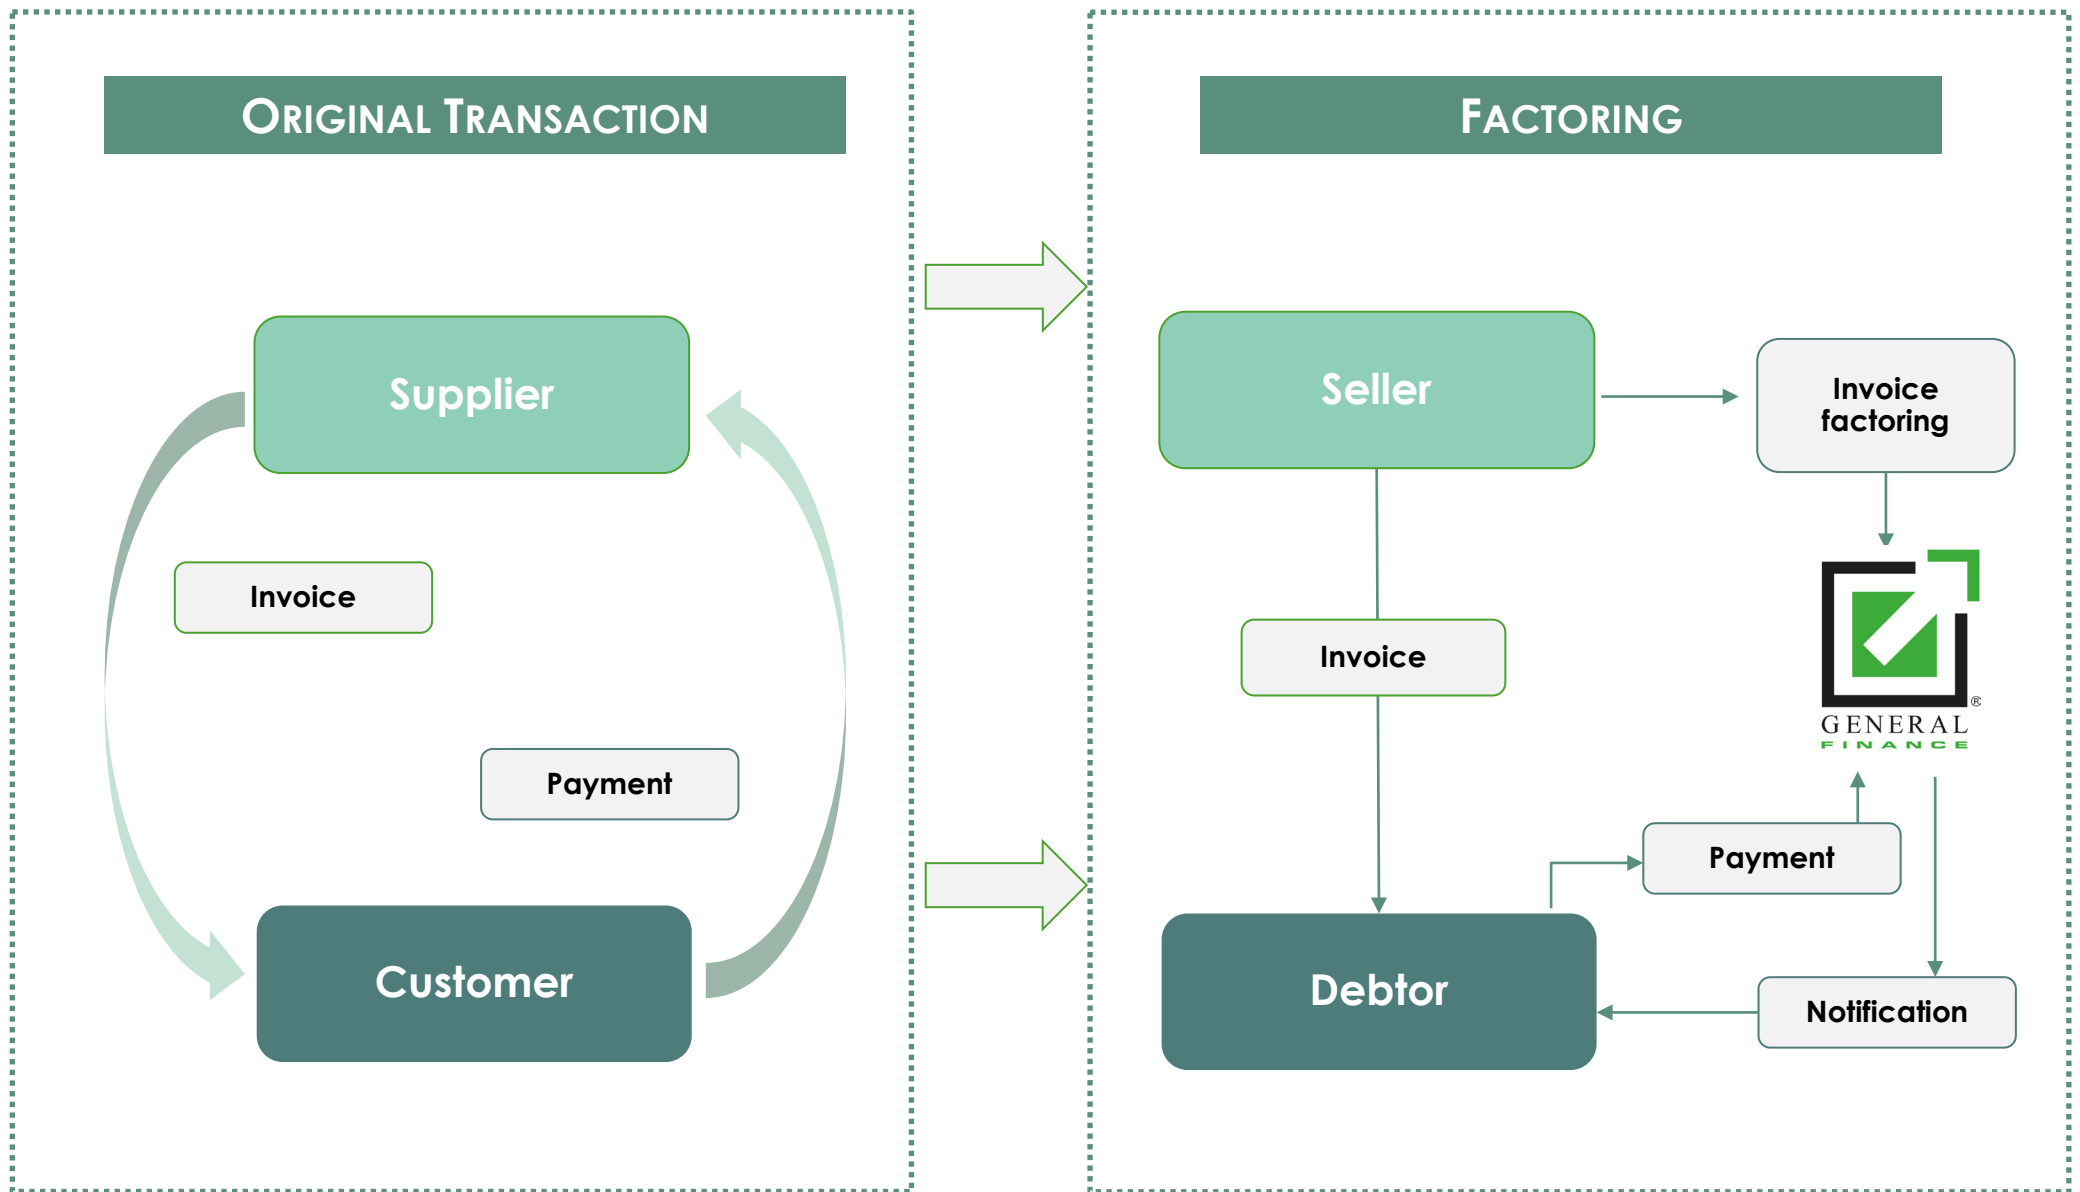 ORIGINAL TRANSACTION
Supplier
Invoice
Payment
Customer
FACTORING
Seller
Invoice
factoring
Invoice
®
GENERAL
FINANCE
Payment
Debtor
Notification